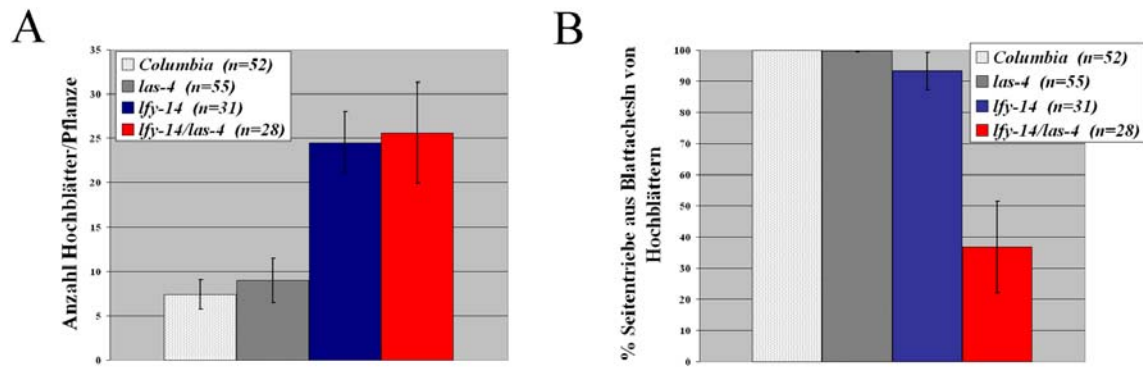 A
Anzahl Hochblätter/Pflanze
35
30
25
20
15
10
5
0
Columbia (n=52)
las-4 (n=55)
lfy-14 (n=31)
lfy-14/las-4 (n=28)
B
% Seitentriebe aus Blattachesln von
Hochblättern
100
90
80
70
60
50
40
30
20
10
0
Columbia (n=52)
las-4 (n=55)
lfy-14 (n=31)
lfy-14/las-4 (n=28)